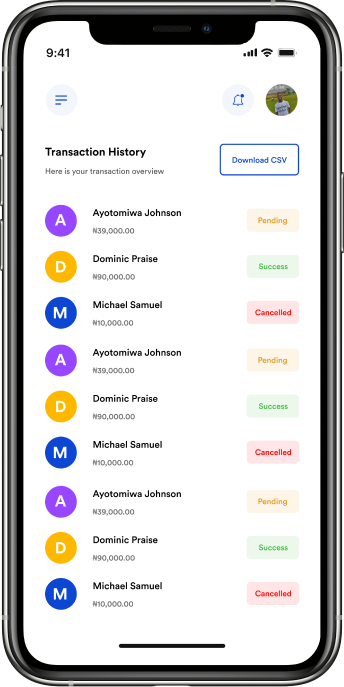 9:41
Transaction History
Here is your transaction overview
Download CSV
A
Ayotomiwa Johnson
₦39,000.00
Pending
D
Dominic Praise
₦90,000.00
Success
M
Michael Samuel
₦10,000.00
Cancelled
A
Ayotomiwa Johnson
₦39,000.00
Pending
D
Dominic Praise
₦90,000.00
Success
M
Michael Samuel
₦10,000.00
Cancelled
A
Ayotomiwa Johnson
₦39,000.00
Pending
D
Dominic Praise
₦90,000.00
Success
M
Michael Samuel
₦10,000.00
Cancelled